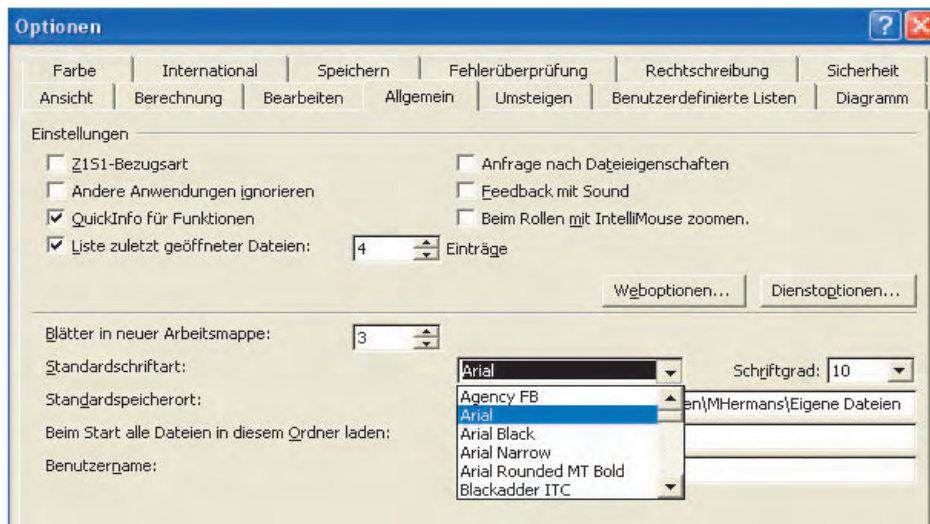 Optionen
Farbe International Speichern Fehlerüberprüfung Rechtschreibung Sicherheit
Ansicht Berechnung Bearbeiten Allgemein Umsteigen Benutzerdefinierte Listen Diagramm
Einstellungen
Z1S1-Bezugsart Anfrage nach Dateieigenschaften
Andere Anwendungen ignorieren Feedback mit Sound
QuickInfo für Funktionen Beim Rollen mit IntelliMouse zoomen.
Liste zuletzt geöffneter Dateien: 4 Einträge
Weboptionen... Dienstoptionen...
Blätter in neuer Arbeitsmappe: 3
Standardschriftart: Arial Schriftgrad: 10
Agency FB
Standardspeicherort: en\MHermans\Eigene Dateien
Arial
Beim Start alle Dateien in diesem Ordner laden: Arial Black
Arial Narrow
Benutzername: Arial Rounded MT Bold
Blackadder ITC